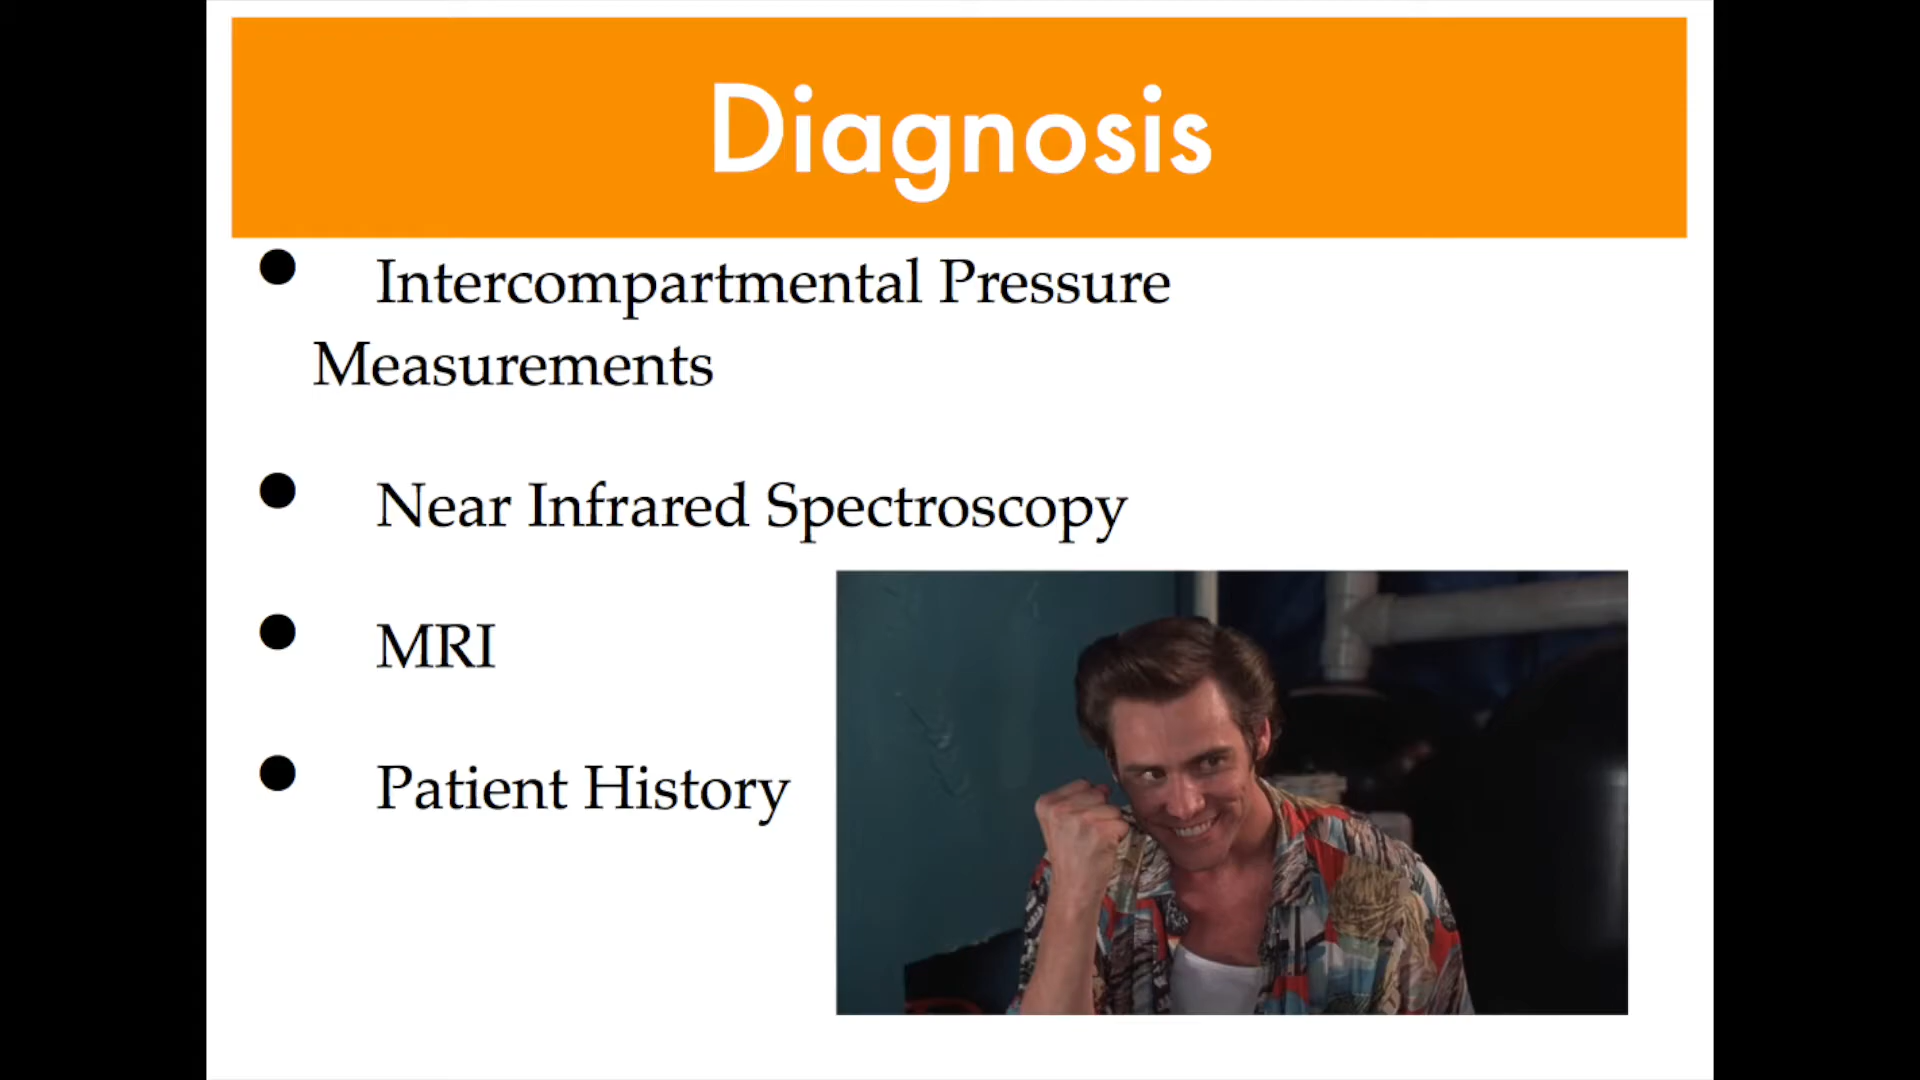 Diagnosis
• Intercompartmental Pressure
Measurements
• Near Infrared Spectroscopy
• MRI
• Patient History